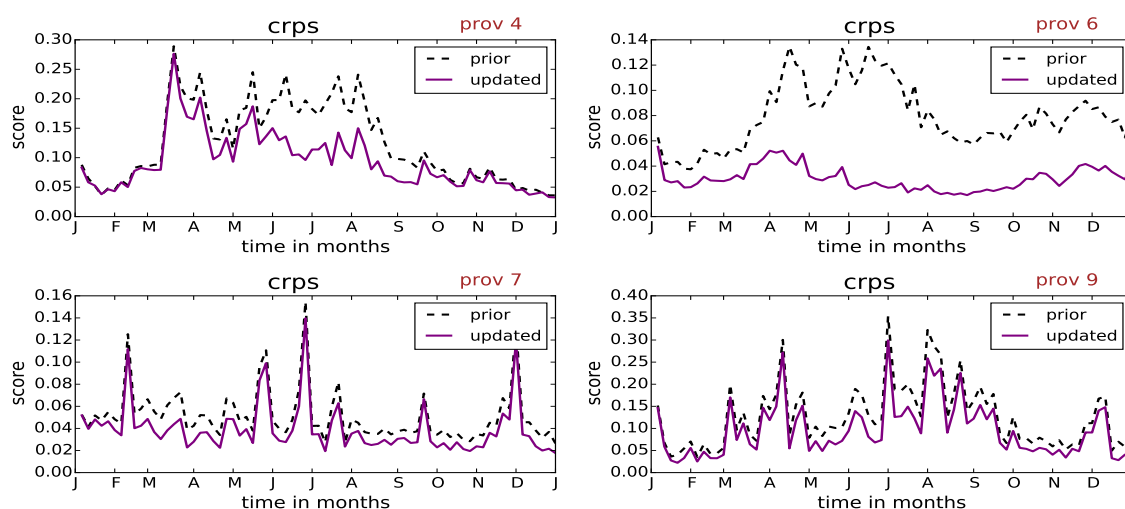 crps prov 4
0.30
0.25
0.20
0.15
0.10
0.05
0.00
score
prior
updated
J F M A M J J A S O N D J
time in months
crps prov 6
0.14
0.12
0.10
0.08
0.06
0.04
0.02
0.00
score
prior
updated
J F M A M J J A S O N D
time in months
crps prov 7
0.16
0.14
0.12
0.10
0.08
0.06
0.04
0.02
0.00
score
prior
updated
J F M A M J J A S O N D J
time in months
crps prov 9
0.40
0.35
0.30
0.25
0.20
0.15
0.10
0.05
0.00
score
prior
updated
J F M A M J J A S O N D
time in months